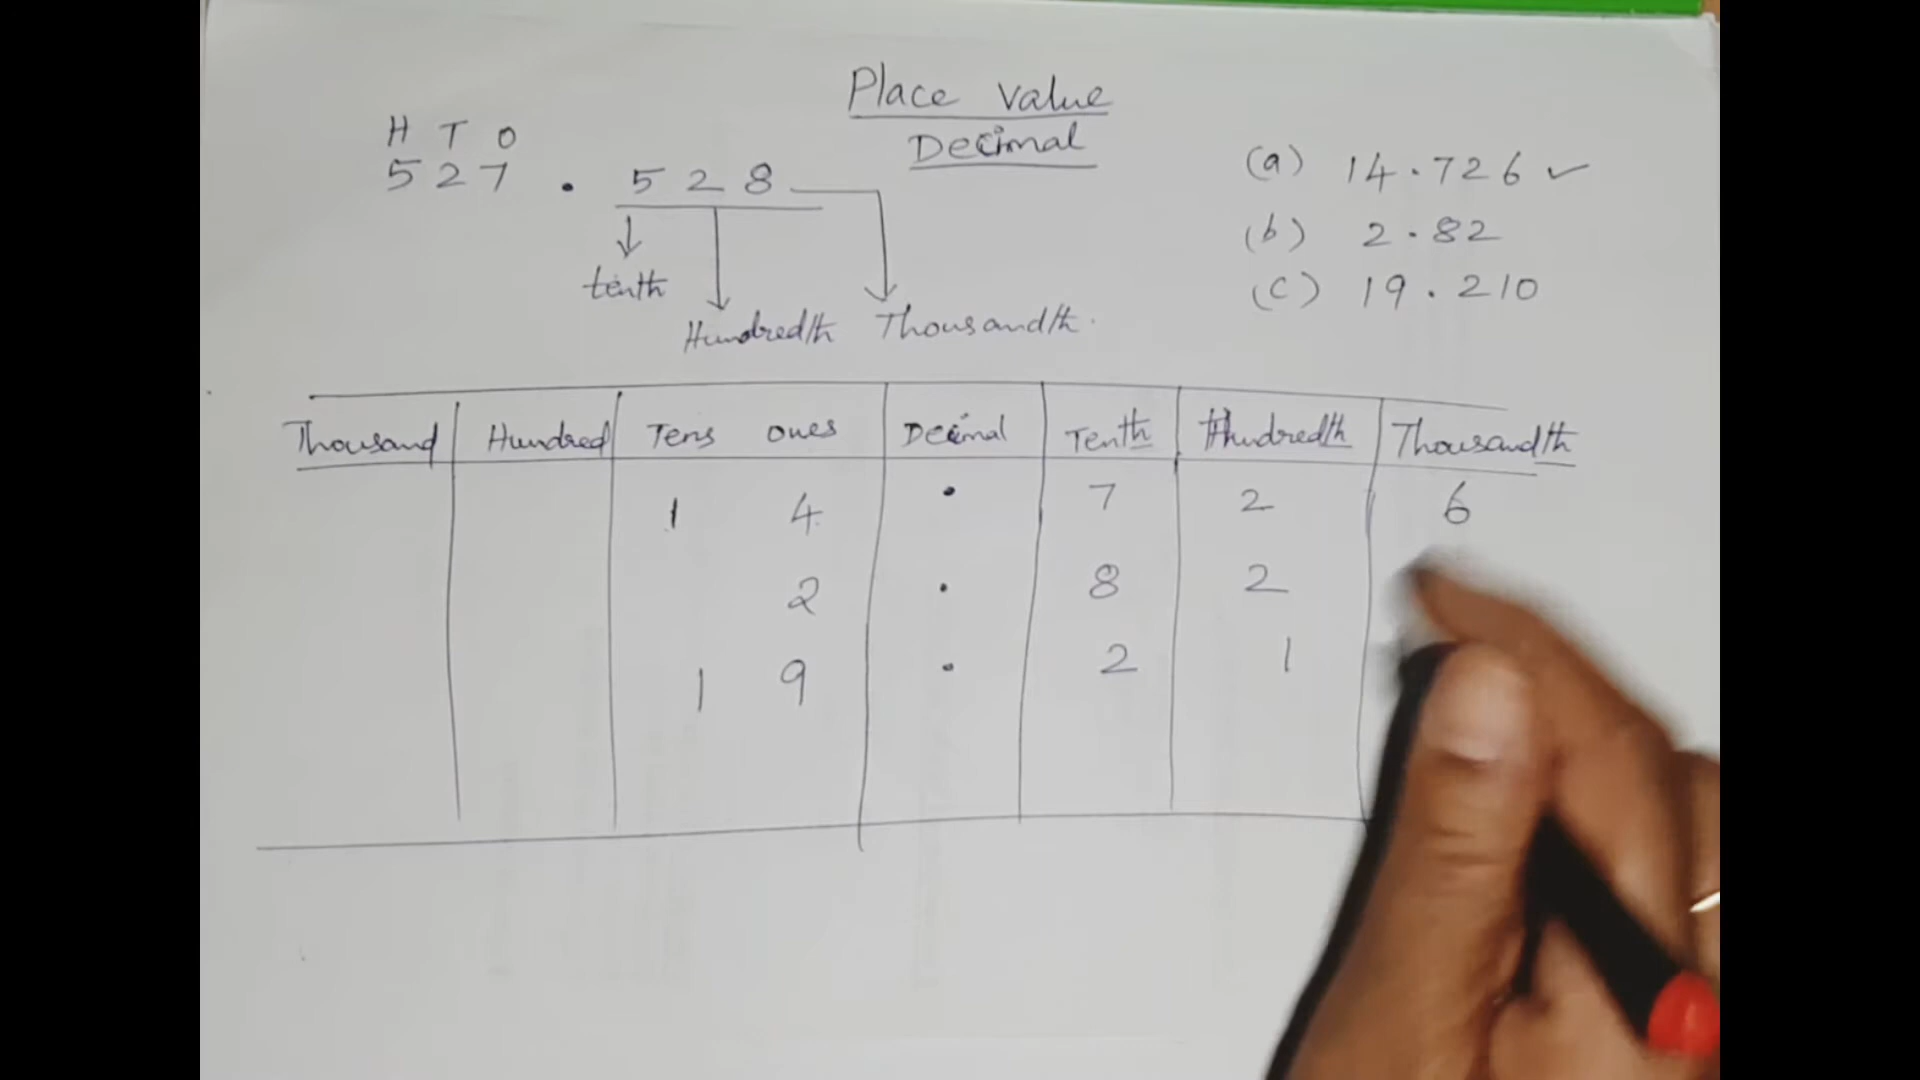 Place Value
Decimal
H T O
527 . 528
tenth
Hundredth Thousandth.
(a) 14.726 ✓
(b) 2.82
(c) 19.210
Thousand Hundred Tens ones Decimal Tenth Hundredth Thousandth
1 4 . 7 2 6
2 . 8 2
1 9 . 2 1